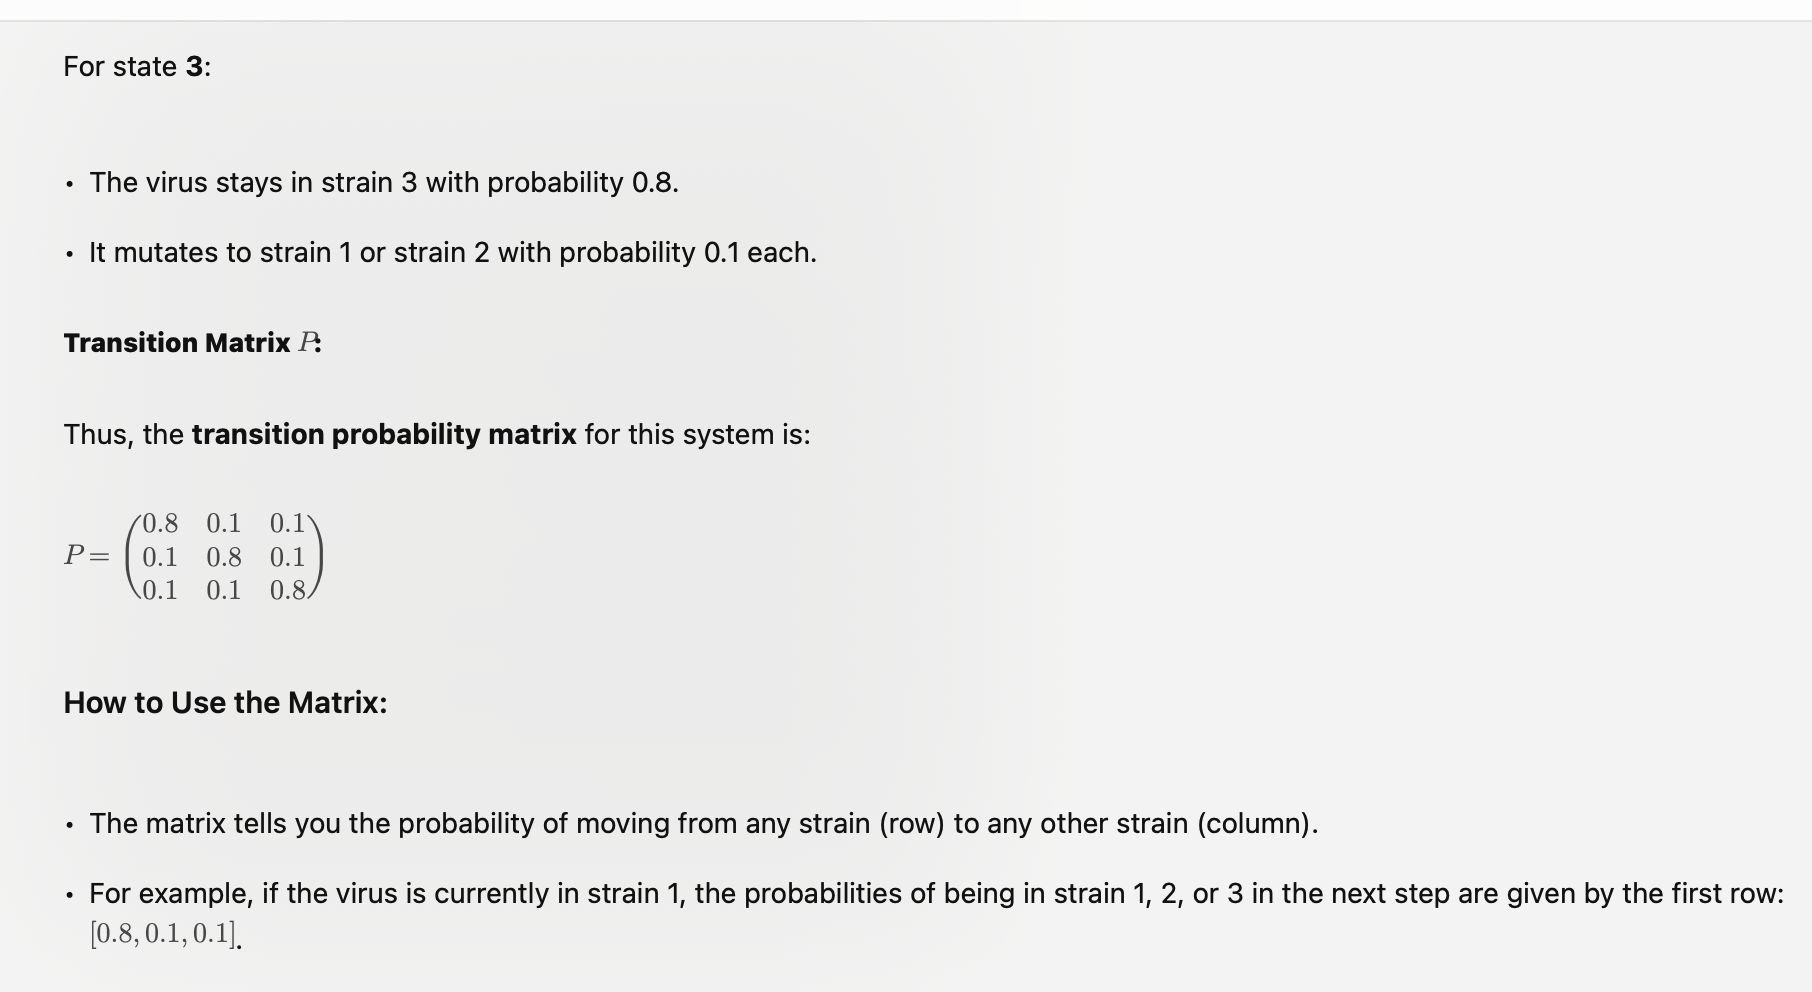 For state 3:
• The virus stays in strain 3 with probability 0.8.
• It mutates to strain 1 or strain 2 with probability 0.1 each.
Transition Matrix P:
Thus, the transition probability matrix for this system is:
P = (0.8 0.1 0.1
0.1 0.8 0.1
0.1 0.1 0.8)
How to Use the Matrix:
• The matrix tells you the probability of moving from any strain (row) to any other strain (column).
• For example, if the virus is currently in strain 1, the probabilities of being in strain 1, 2, or 3 in the next step are given by the first row:
[0.8, 0.1, 0.1].